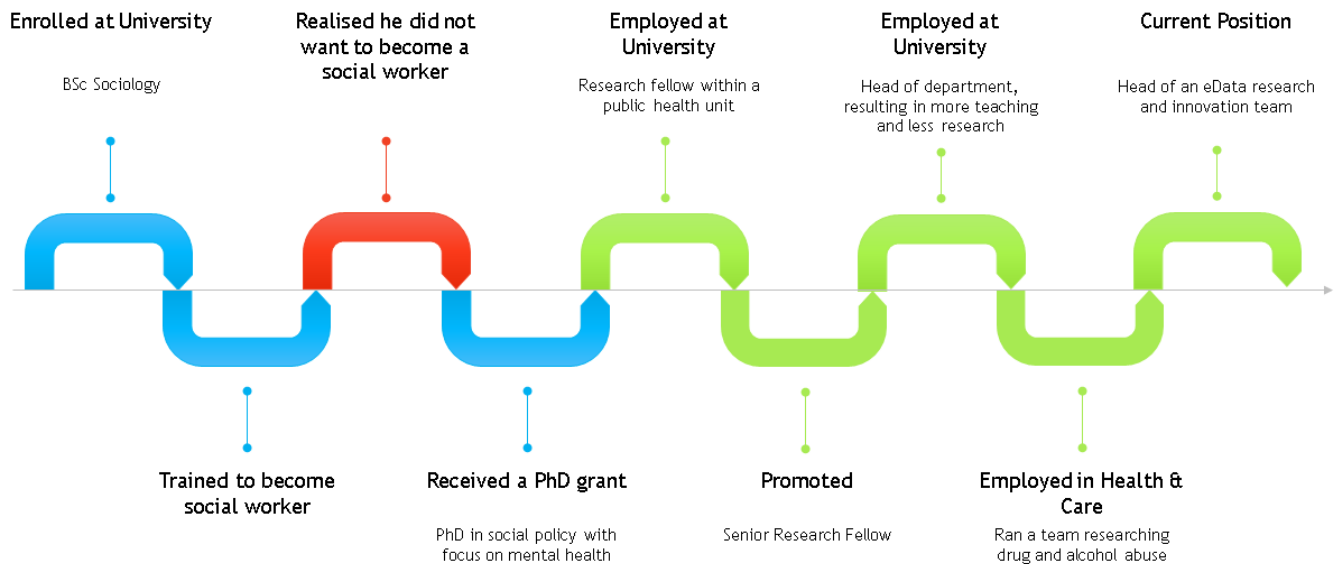 Enrolled at University
BSc Sociology
Realised he did not
want to become a
social worker
Employed at
University
Research fellow within a
public health unit
Employed at
University
Head of department,
resulting in more teaching
and less research
Current Position
Head of an eData research
and innovation team
Trained to become
social worker
Received a PhD grant
PhD in social policy with
focus on mental health
Promoted
Senior Research Fellow
Employed in Health &
Care
Ran a team researching
drug and alcohol abuse